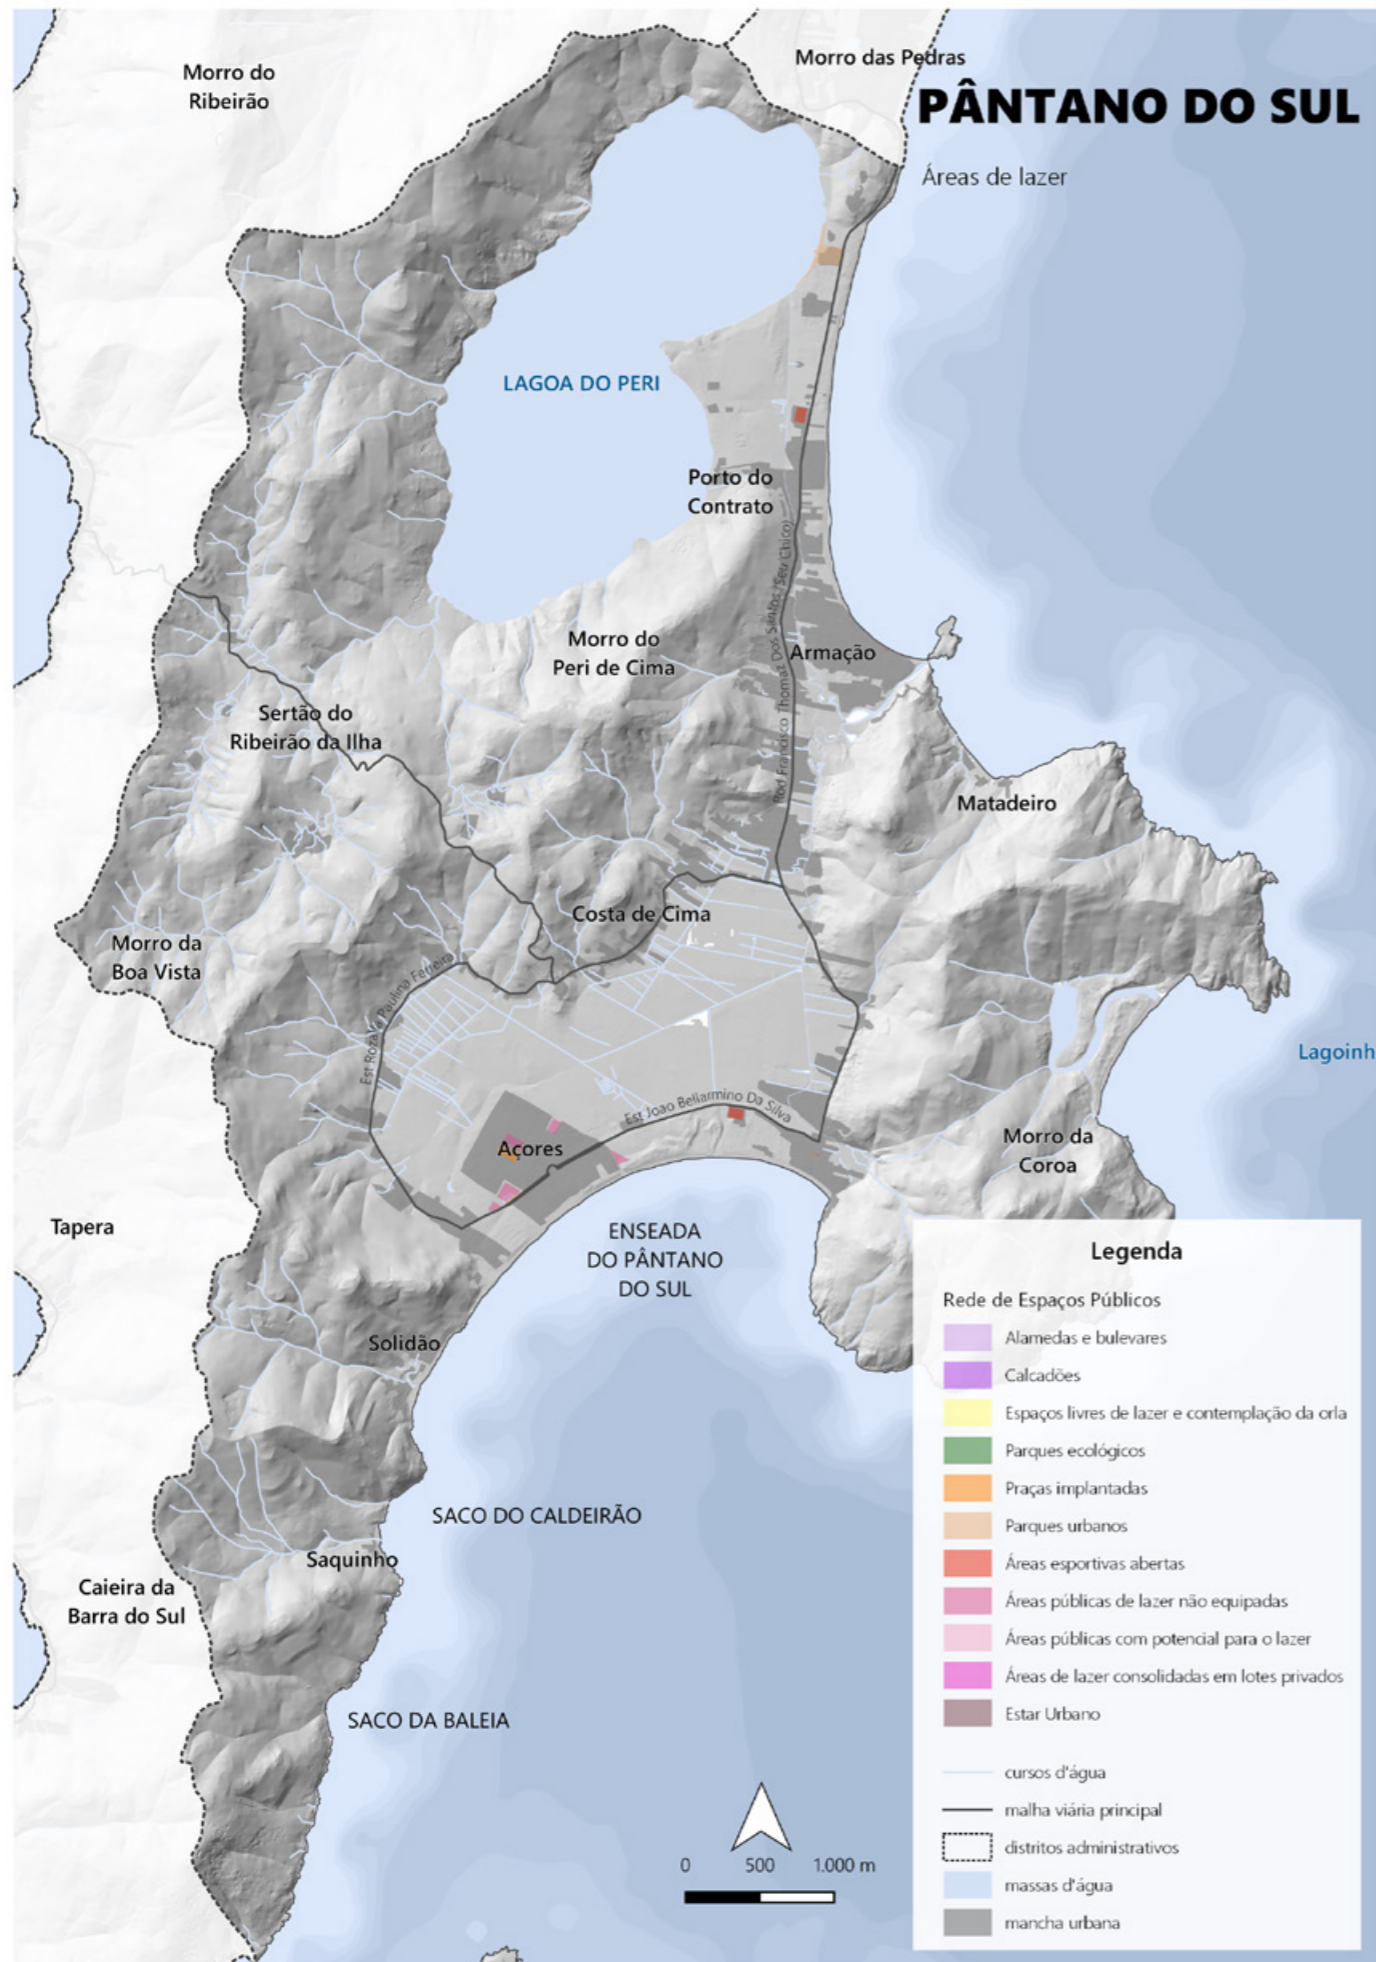 Morro das Pedras
Morro do
Ribeirão
PÂNTANO DO SUL
Áreas de lazer
LAGOA DO PERI
Porto do
Contrato
Rod Francisco Thomaz Dos Santos (Seu Chico)
Morro do
Peri de Cima
Armação
Sertão do
Ribeirão da Ilha
Matadeiro
Costa de Cima
Morro da
Boa Vista
Est Rozalia Paulina Ferreira
Lagoinh
Est Joao Beliarmino Da Silva
Açores
Morro da
Coroa
Tapera
ENSEADA
DO PÂNTANO
DO SUL
Solidão
SACO DO CALDEIRÃO
Saquinho
Caieira da
Barra do Sul
SACO DA BALEIA
0 500 1.000 m
Legenda
Rede de Espaços Públicos
Alamedas e bulevares
Calcadões
Espaços livres de lazer e contemplação da orla
Parques ecológicos
Praças implantadas
Parques urbanos
Áreas esportivas abertas
Áreas públicas de lazer não equipadas
Áreas públicas com potencial para o lazer
Áreas de lazer consolidadas em lotes privados
Estar Urbano
cursos d'água
malha viária principal
distritos administrativos
massas d'água
mancha urbana